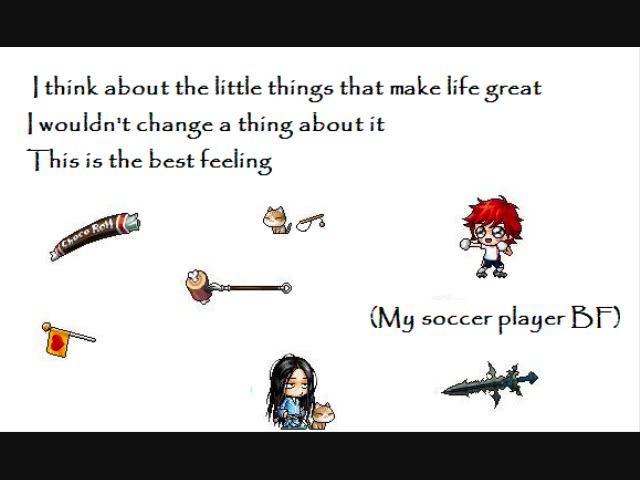 I think about the little things that make life great
I wouldn't change a thing about it
This is the best feeling
Choco Roll
(My soccer player BF)